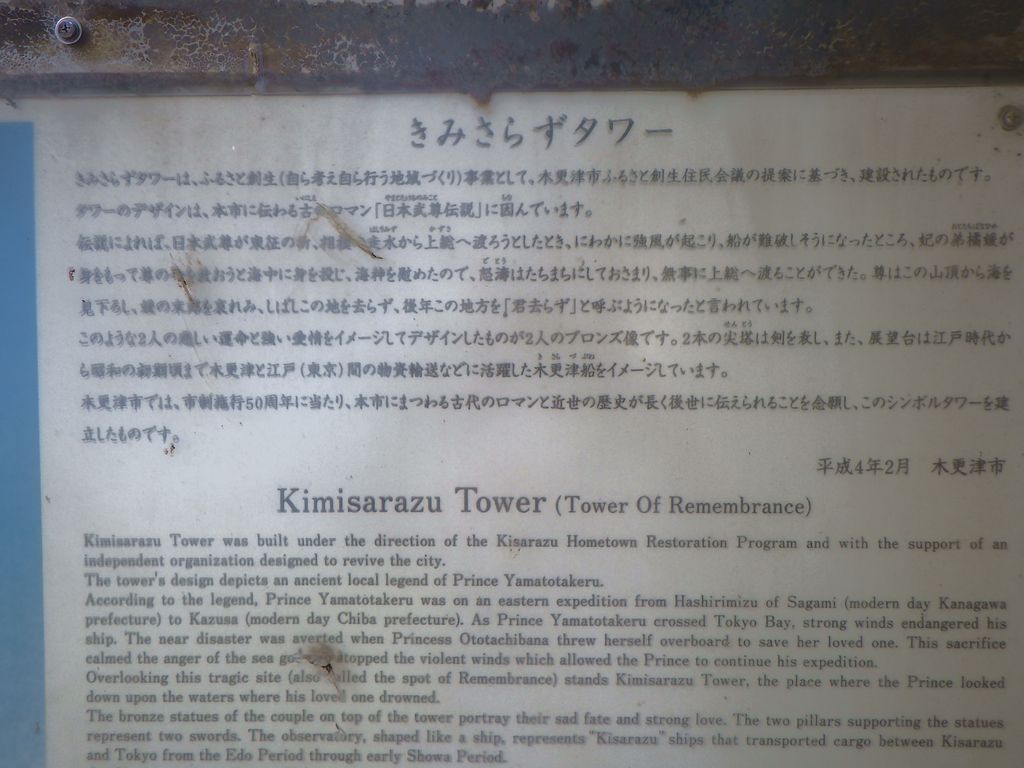 きみさらずタワー
きみさらずタワーは、ふるさと創生(自ら考え自ら行う地域づくり)事業として、木更津市ふるさと創生住民会議の提案に基づき、建設されたものです。
タワーのデザインは、本市に伝わる古のロマン「日本武尊伝説」に因んでいます。
伝説によれば、日本武尊が東征の折、相模 走水から上総へ渡ろうとしたとき、にわかに強風が起こり、船が難破しそうになったところ、妃の弟橘媛が
身をもって尊の を救おうと海中に身を投じ、海神を慰めたので、怒濤はたちまちにしておさまり、無事に上総へ渡ることができた。尊はこの山頂から海を
見下ろし、媛の を哀れみ、しばしこの地を去らず、後年この地方を「君去らず」と呼ぶようになったと言われています。
このような2人の悲しい運命と強い愛情をイメージしてデザインしたものが2人のブロンズ像です。2本の尖塔は剣を表し、また、展望台は江戸時代か
ら昭和の初期頃まで木更津と江戸(東京)間の物資輸送などに活躍した木更津船をイメージしています。
木更津市では、市制施行50周年に当たり、本市にまつわる古代のロマンと近世の歴史が長く後世に伝えられることを念願し、このシンボルタワーを建
立したものです。
平成4年2月 木更津市
Kimisarazu Tower (Tower Of Remembrance)
Kimisarazu Tower was built under the direction of the Kisarazu Hometown Restoration Program and with the support of an
independent organization designed to revive the city.
The tower's design depicts an ancient local legend of Prince Yamatotakeru.
According to the legend, Prince Yamatotakeru was on an eastern expedition from Hashirimizu of Sagami (modern day Kanagawa
prefecture) to Kazusa (modern day Chiba prefecture). As Prince Yamatotakeru crossed Tokyo Bay, strong winds endangered his
ship. The near disaster was averted when Princess Ototachibana threw herself overboard to save her loved one. This sacrifice
calmed the anger of the sea stopped the violent winds which allowed the Prince to continue his expedition.
Overlooking this tragic site (also called the spot of Remembrance) stands Kimisarazu Tower, the place where the Prince looked
down upon the waters where his loved one drowned.
The bronze statues of the couple on top of the tower portray their sad fate and strong love. The two pillars supporting the statues
represent two swords. The observatory, shaped like a ship, represents "Kisarazu" ships that transported cargo between Kisarazu
and Tokyo from the Edo Period through early Showa Period.